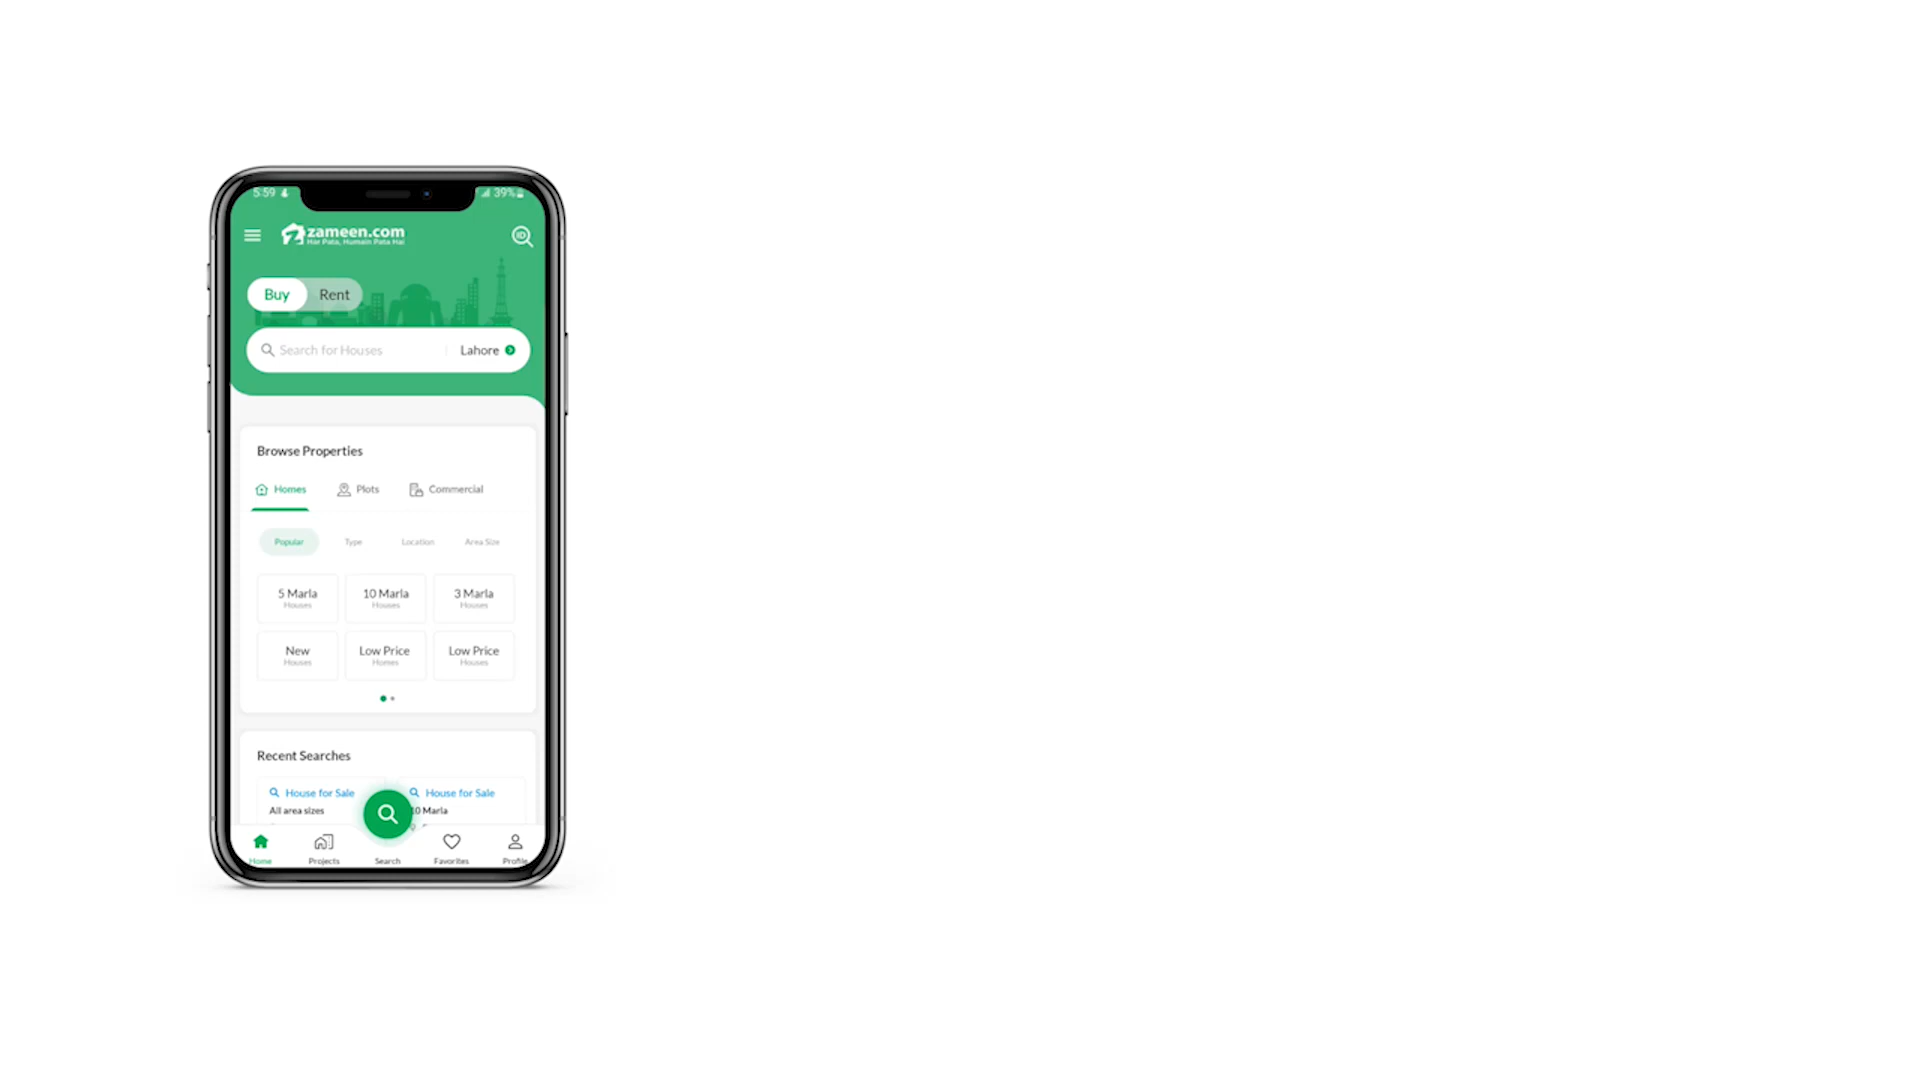 5:59
39%
zameen.com
Har Pata, Humain Pata Hai
ID
Buy Rent
Search for Houses Lahore
Browse Properties
Homes Plots Commercial
Popular Type Location Area Size
5 Marla 10 Marla 3 Marla
Houses Houses Houses
New Low Price Low Price
Houses Homes Houses
Recent Searches
House for Sale House for Sale
All area sizes 10 Marla
Home Projects Search Favorites Profile